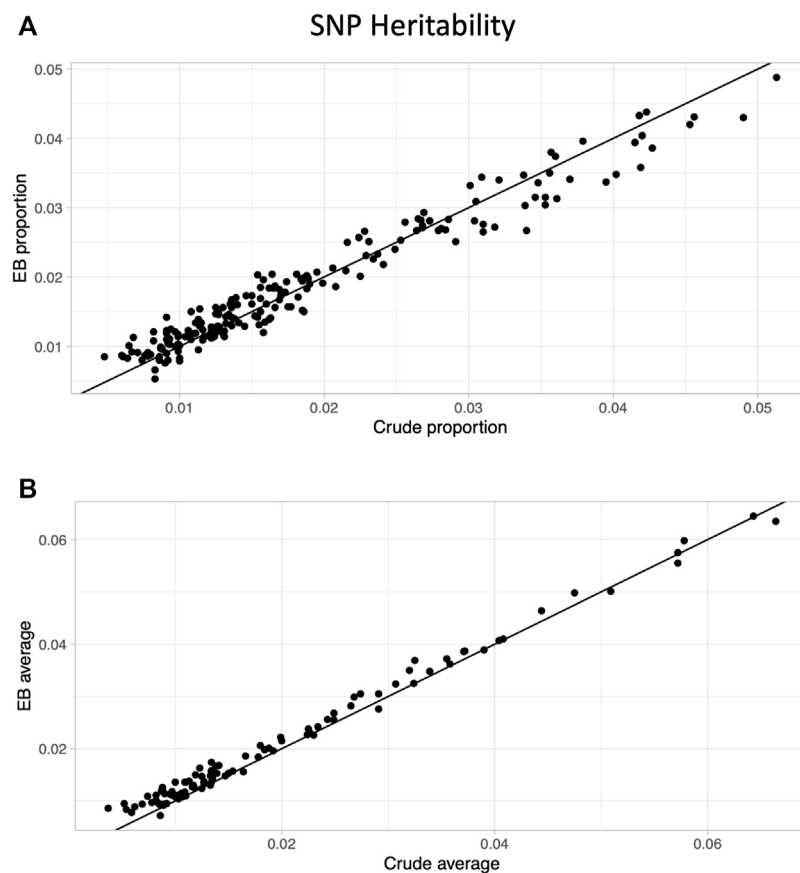 A
SNP Heritability
0.05
0.04
0.03
0.02
0.01
EB proportion
0.01 0.02 0.03 0.04 0.05
Crude proportion
B
0.06
0.04
0.02
EB average
0.02 0.04 0.06
Crude average